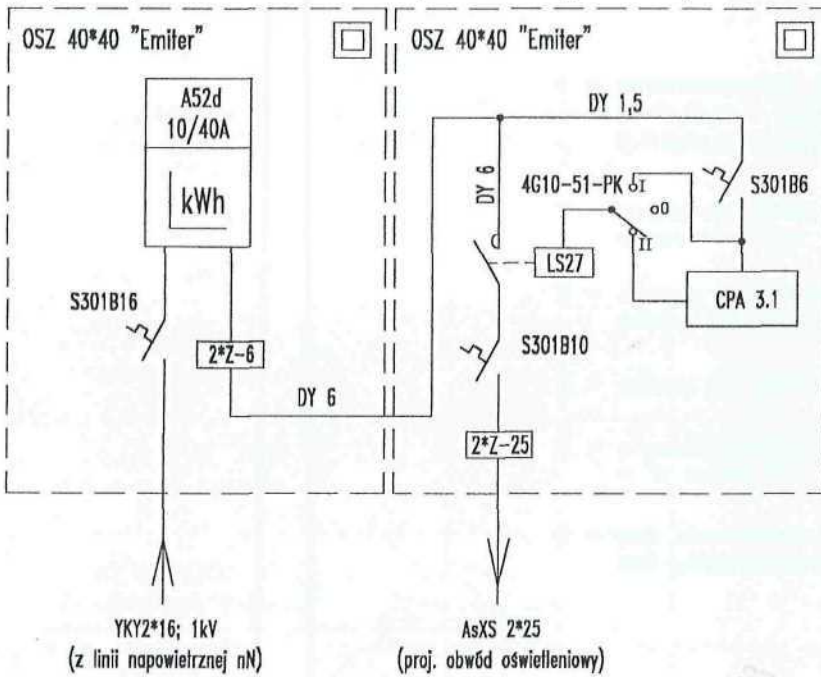 OSZ 40*40 "Emiter"
A52d
10/40A
kWh
S301B16
2*Z-6
DY 6
YKY2*16; 1kV
(z linii napowietrznej nN)
OSZ 40*40 "Emiter"
DY 1,5
DY 6
4G10-51-PK
I
0
II
S301B6
LS27
CPA 3.1
S301B10
2*Z-25
AsXS 2*25
(proj. obwód oświetleniowy)